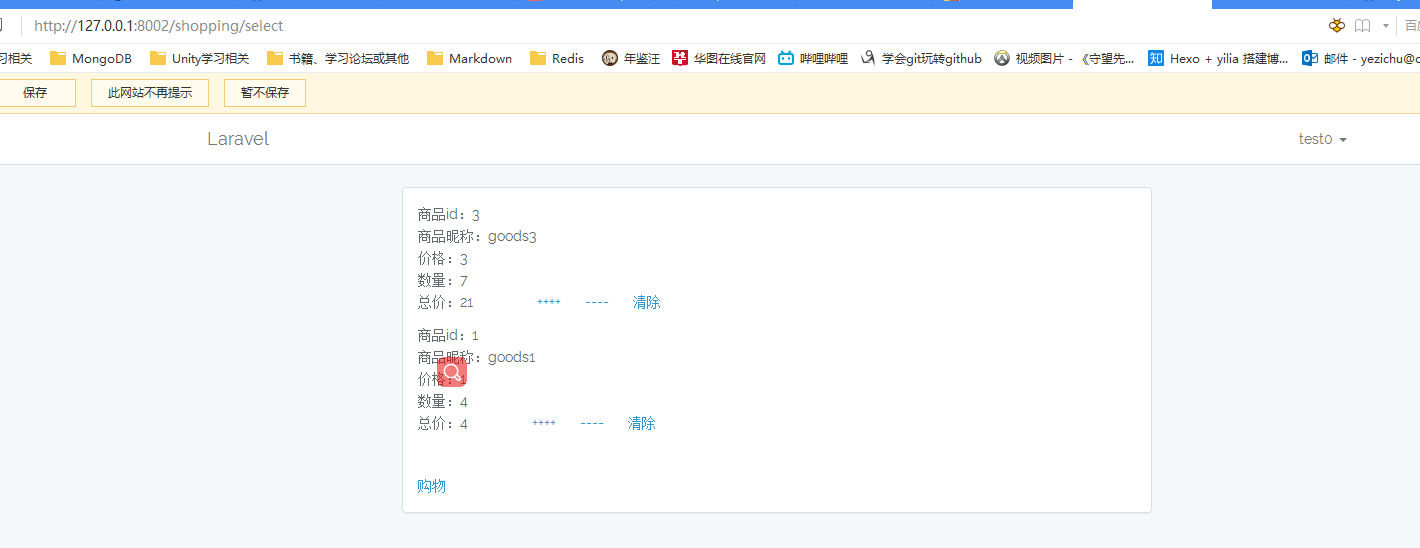 http://127.0.0.1:8002/shopping/select
习相关 MongoDB Unity学习相关 书籍、学习论坛或其他 Markdown Redis 年鉴汪 华图在线官网 哔哩哔哩 学会git玩转github 视频图片 - 《守望先... Hexo + yilia 搭建博... 邮件 - yezichu@
保存 此网站不再提示 暂不保存
Laravel test0
商品id：3
商品昵称：goods3
价格：3
数量：7
总价：21 ++++ ---- 清除
商品id：1
商品昵称：goods1
价格：1
数量：4
总价：4 ++++ ---- 清除
购物